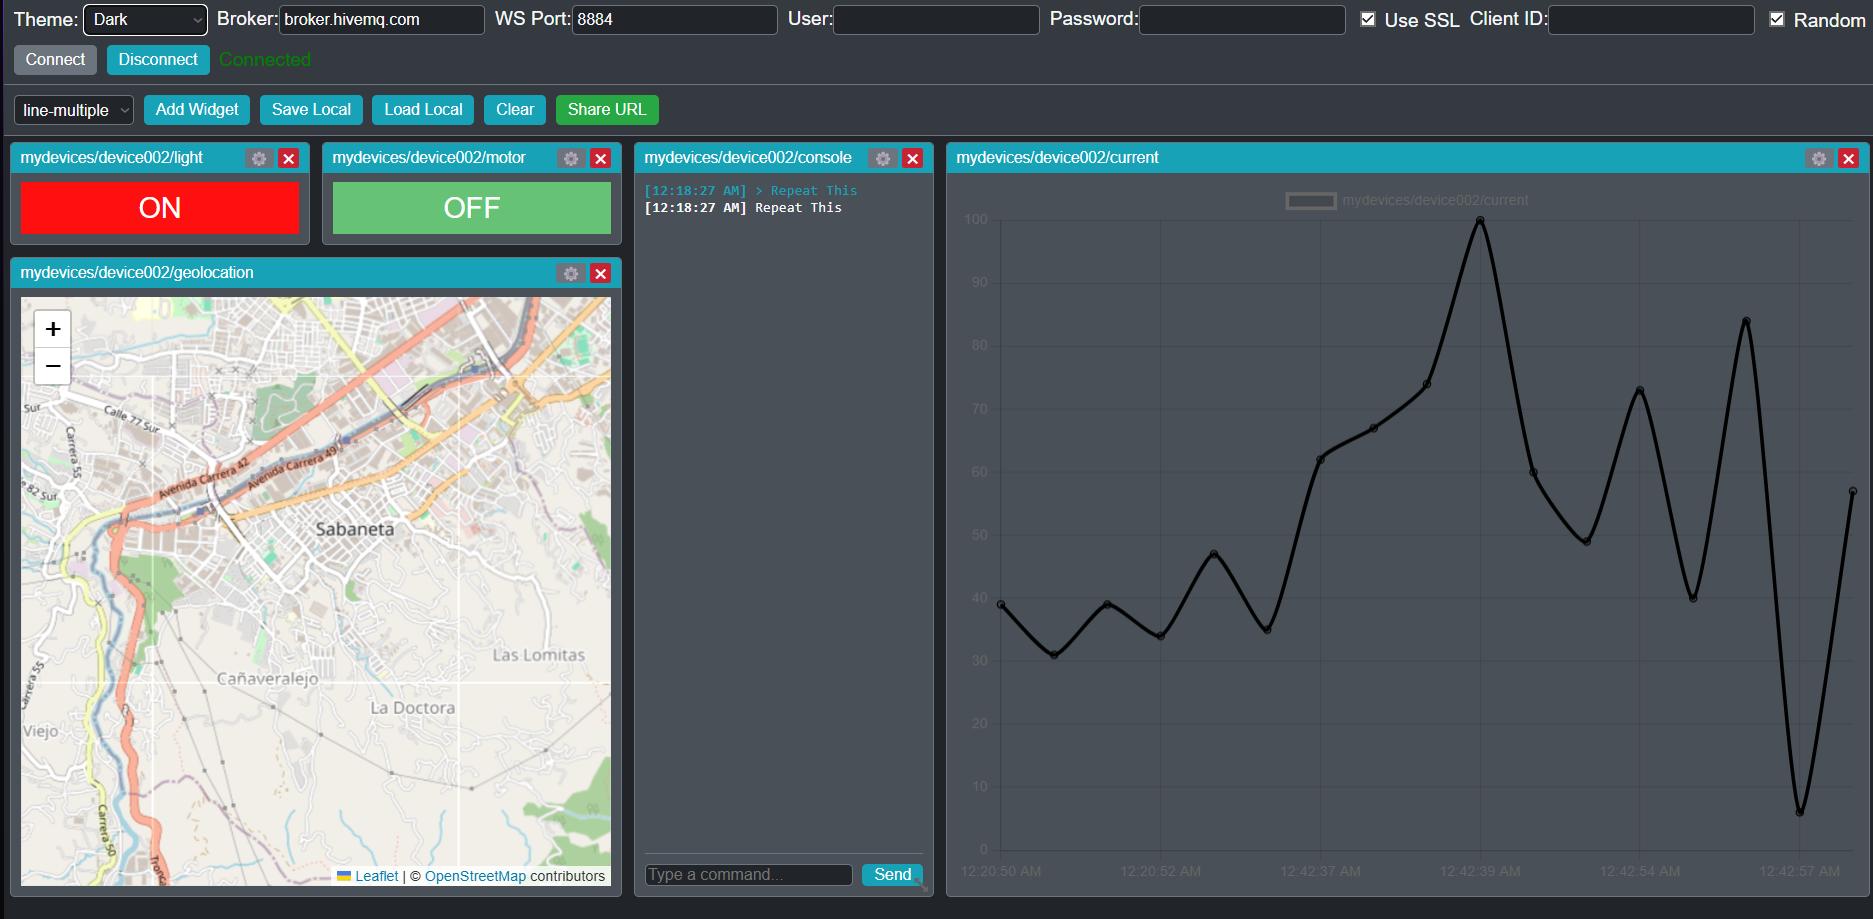 Theme: Dark Broker: broker.hivemq.com WS Port: 8884 User: Password: Use SSL Client ID: Random
Connect Disconnect Connected
line-multiple Add Widget Save Local Load Local Clear Share URL
mydevices/device002/light
ON
mydevices/device002/motor
OFF
mydevices/device002/geolocation
+
−
Sur
Calle 77 Sur
Carrera 55
Avenida Carrera 42
Avenida Carrera 49
82 Sur
Sabaneta
Las Lomitas
Cañaveralejo
La Doctora
Carrera 55
Viejo
Carrera 50
Leaflet | © OpenStreetMap contributors
mydevices/device002/console
[12:18:27 AM] > Repeat This
[12:18:27 AM] Repeat This
Type a command... Send
mydevices/device002/current
mydevices/device002/current
100
90
80
70
60
50
40
30
20
10
0
12:20:50 AM 12:20:52 AM 12:42:37 AM 12:42:39 AM 12:42:54 AM 12:42:57 AM